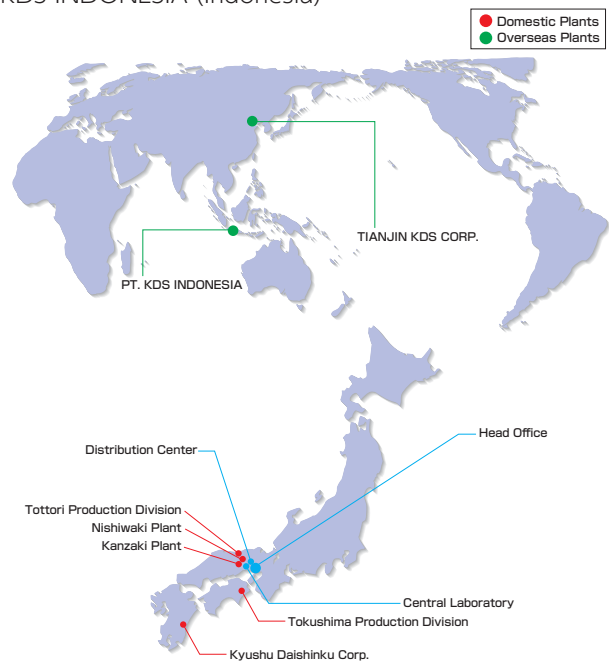 KDS INDONESIA (Indonesia)
Domestic Plants
Overseas Plants
TIANJIN KDS CORP.
PT. KDS INDONESIA
Head Office
Distribution Center
Tottori Production Division
Nishiwaki Plant
Kanzaki Plant
Central Laboratory
Tokushima Production Division
Kyushu Daishinku Corp.